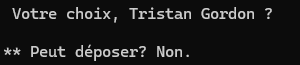 Votre choix, Tristan Gordon ?
** Peut déposer? Non.